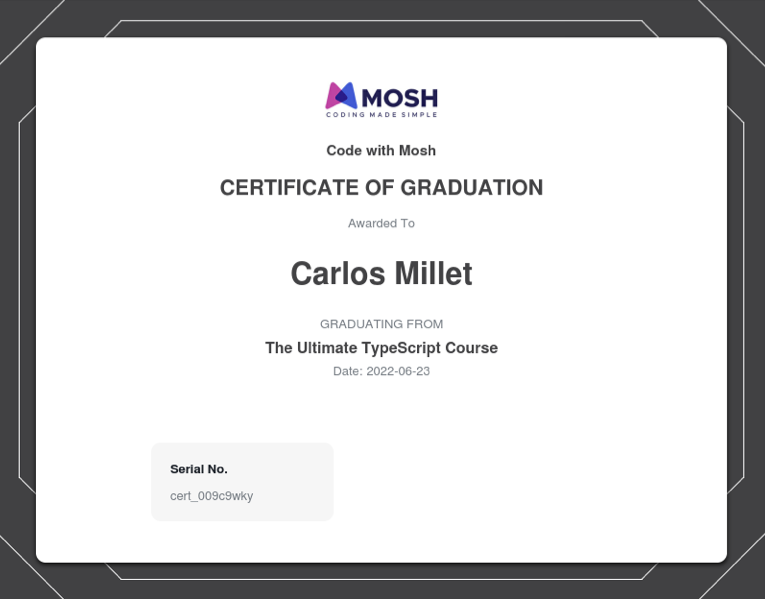 MOSH
CODING MADE SIMPLE
Code with Mosh
CERTIFICATE OF GRADUATION
Awarded To
Carlos Millet
GRADUATING FROM
The Ultimate TypeScript Course
Date: 2022-06-23
Serial No.
cert_009c9wky